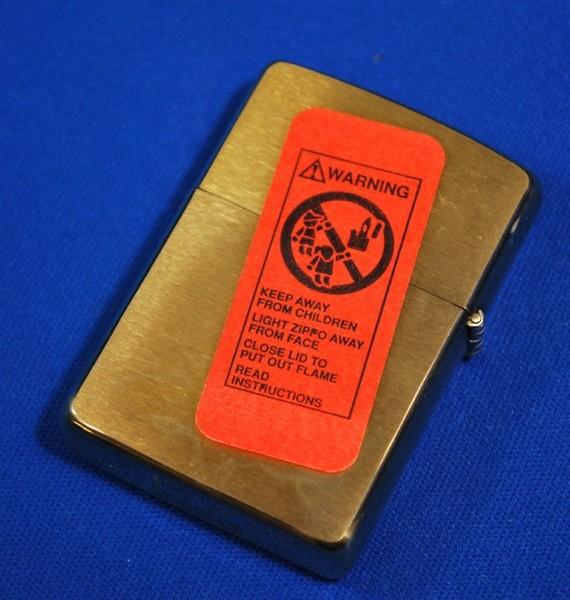 WARNING
KEEP AWAY
FROM CHILDREN
LIGHT ZIPPO AWAY
FROM FACE
CLOSE LID TO
PUT OUT FLAME
READ
INSTRUCTIONS